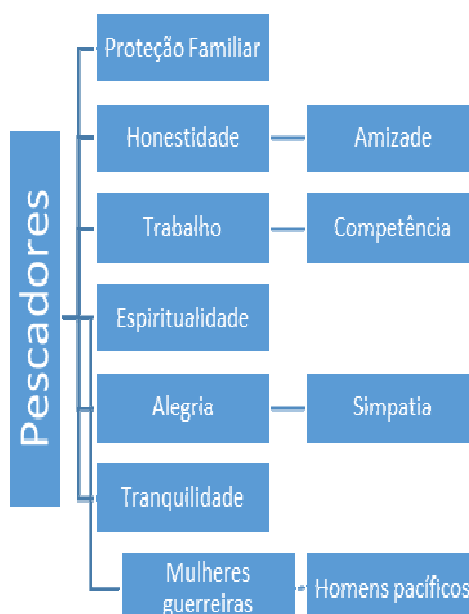 Pescadores
Proteção Familiar
Honestidade
Amizade
Trabalho
Competência
Espiritualidade
Alegria
Simpatia
Tranquilidade
Mulheres
guerreiras
Homens pacíficos